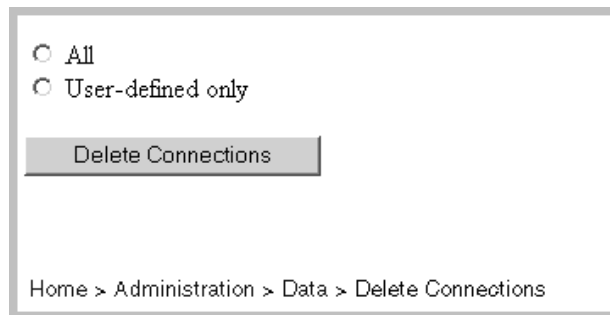 All
User-defined only
Delete Connections
Home > Administration > Data > Delete Connections